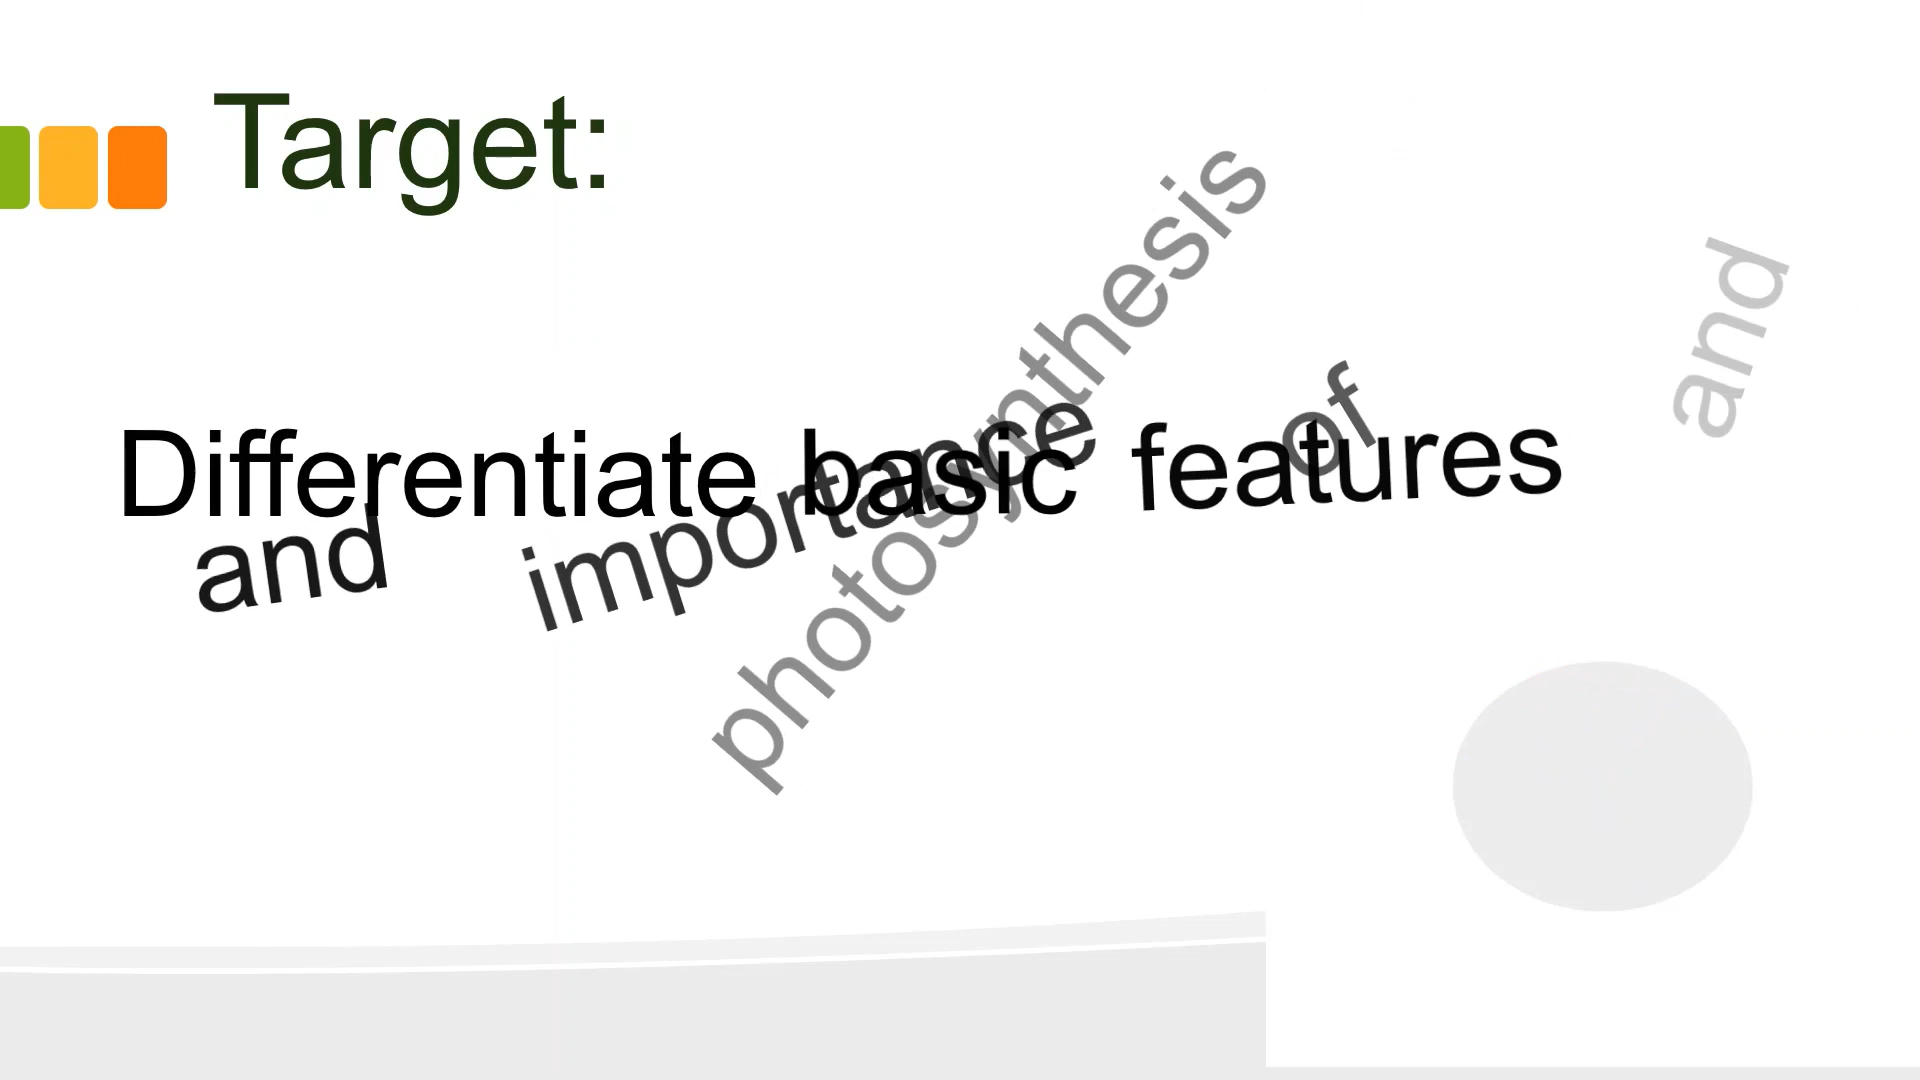 Target:
Differentiate basic features
and importance of
photosynthesis and